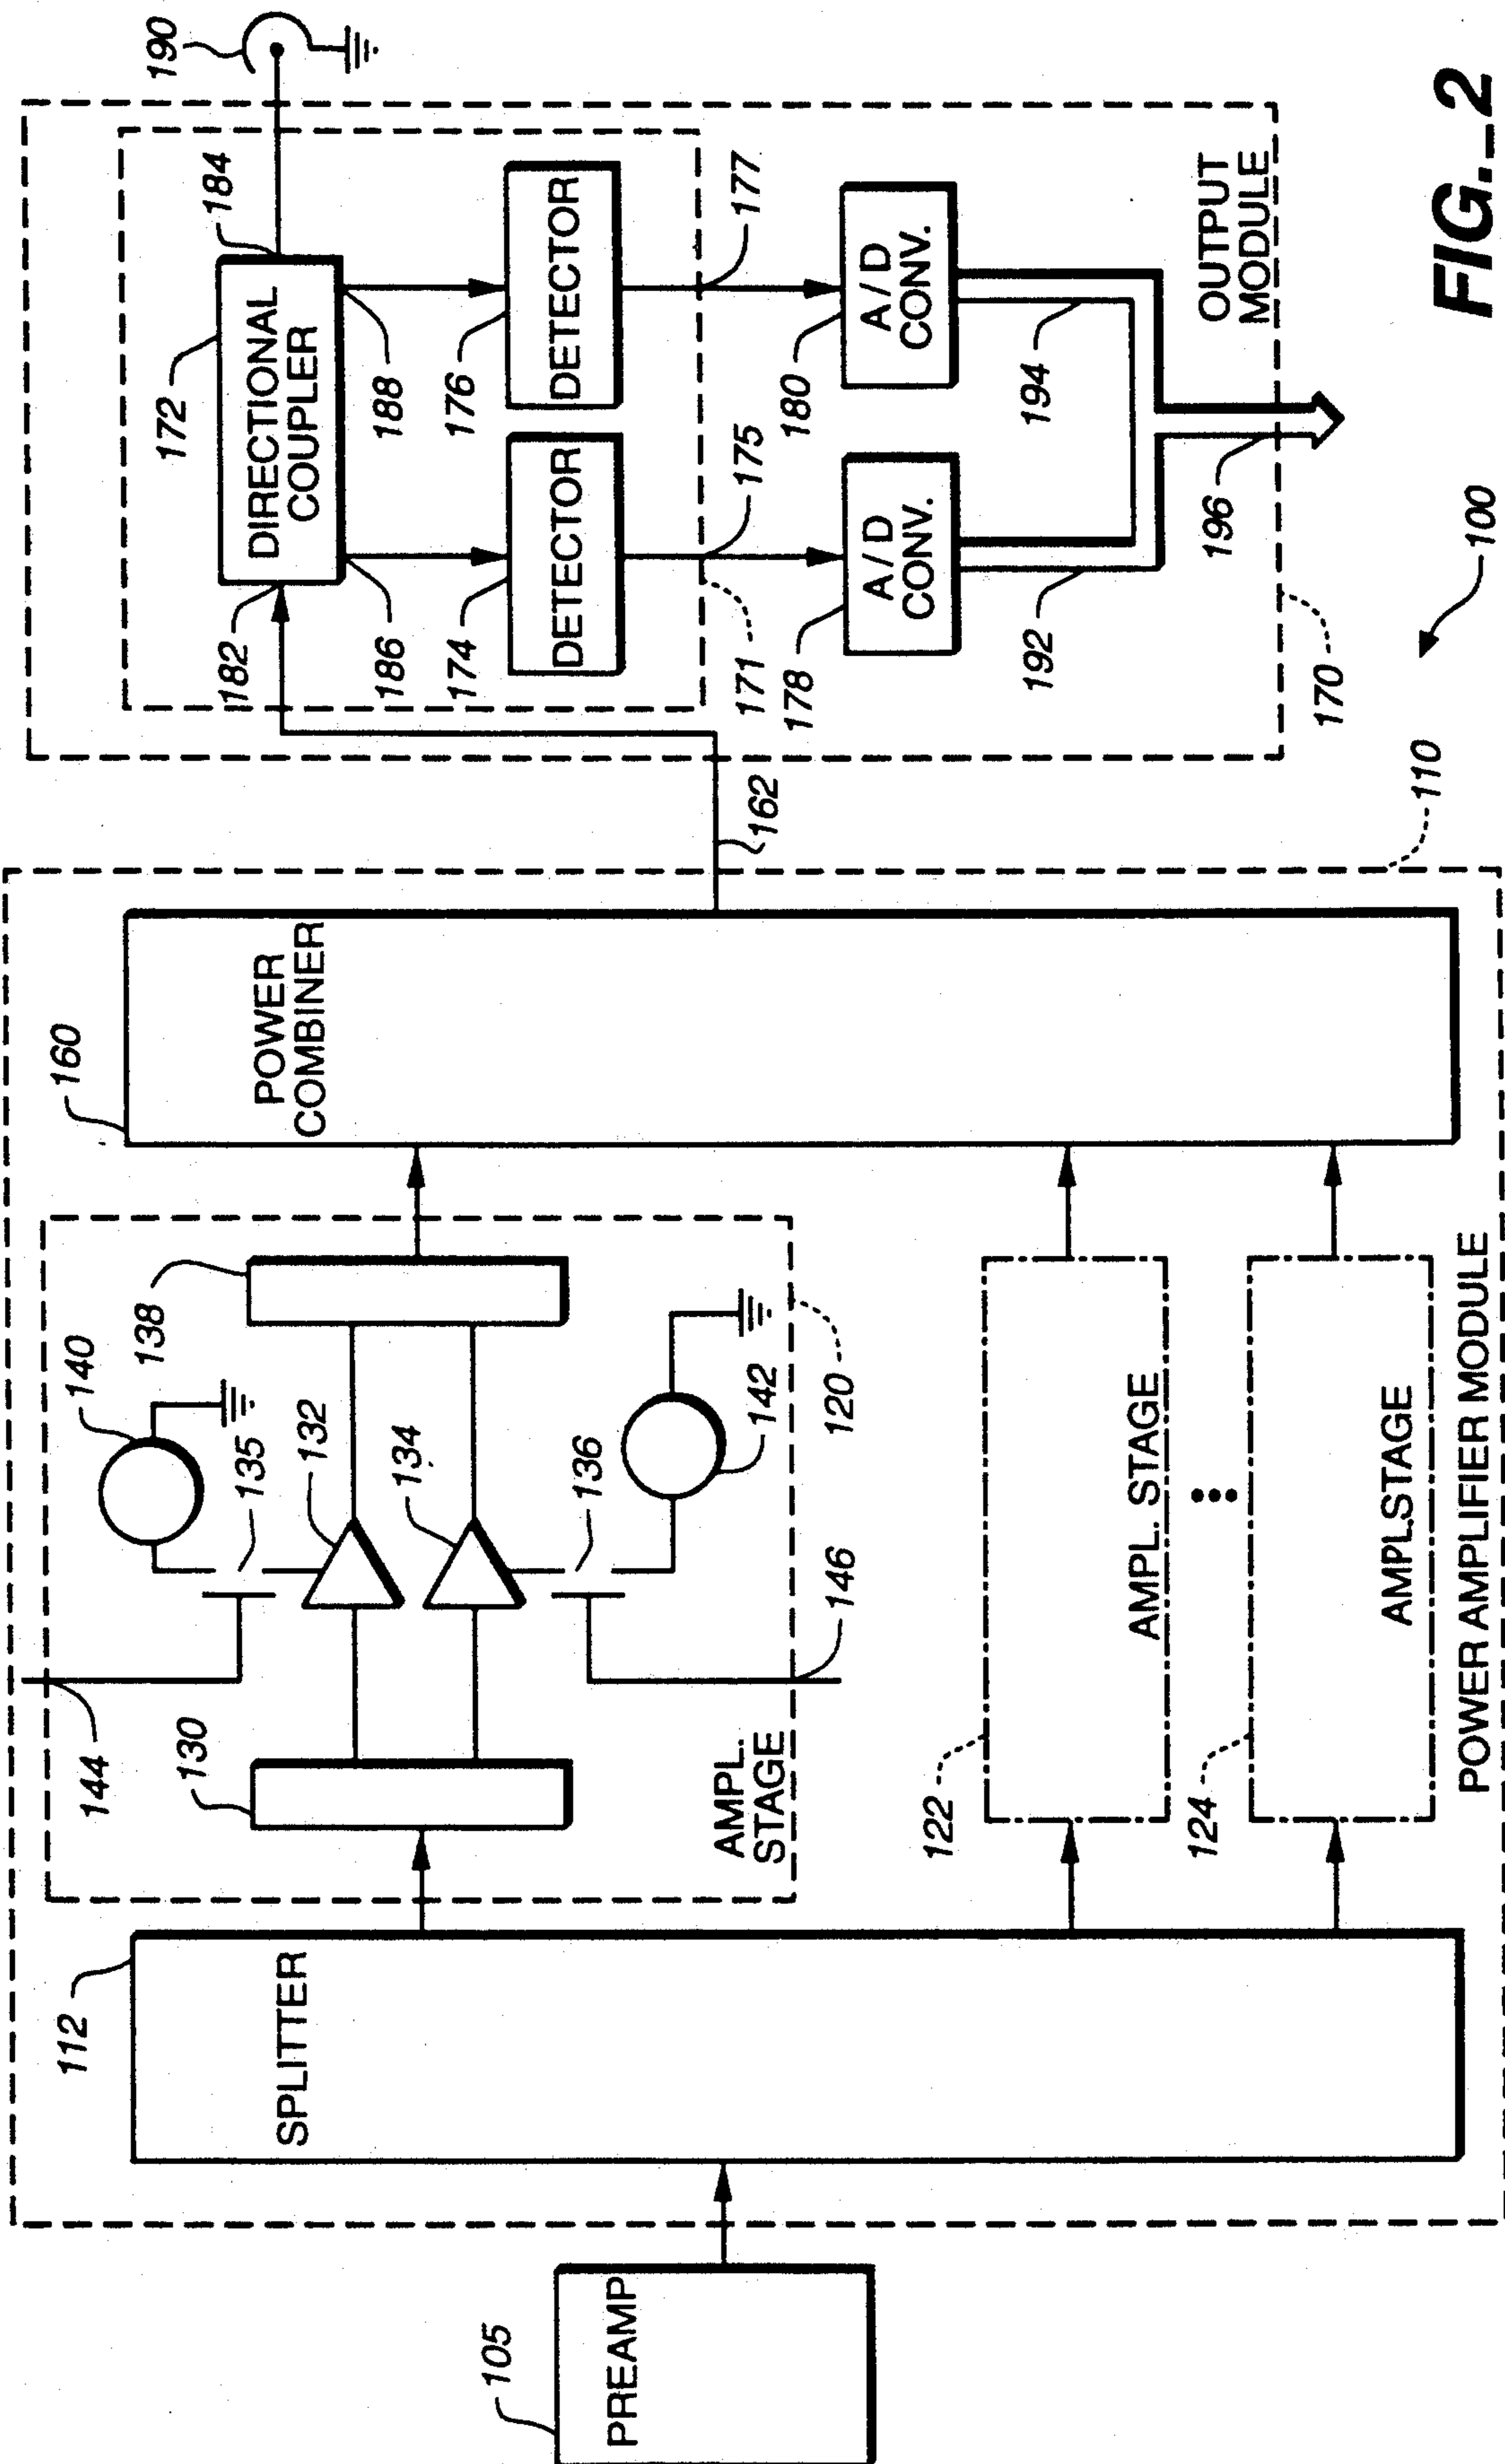 105
PREAMP
112
SPLITTER
144
130
AMPL.
STAGE
140
135
132
134
136
146
142
120
138
122
AMPL. STAGE
124
AMPLSTAGE
POWER AMPLIFIER MODULE
160
POWER
COMBINER
110
162
172
182
DIRECTIONAL
COUPLER
184
190
186
188
174
DETECTOR
176
DETECTOR
171
175
177
178
A/D
CONV.
180
A/D
CONV.
192
194
196
OUTPUT
MODULE
170
100
FIG._2